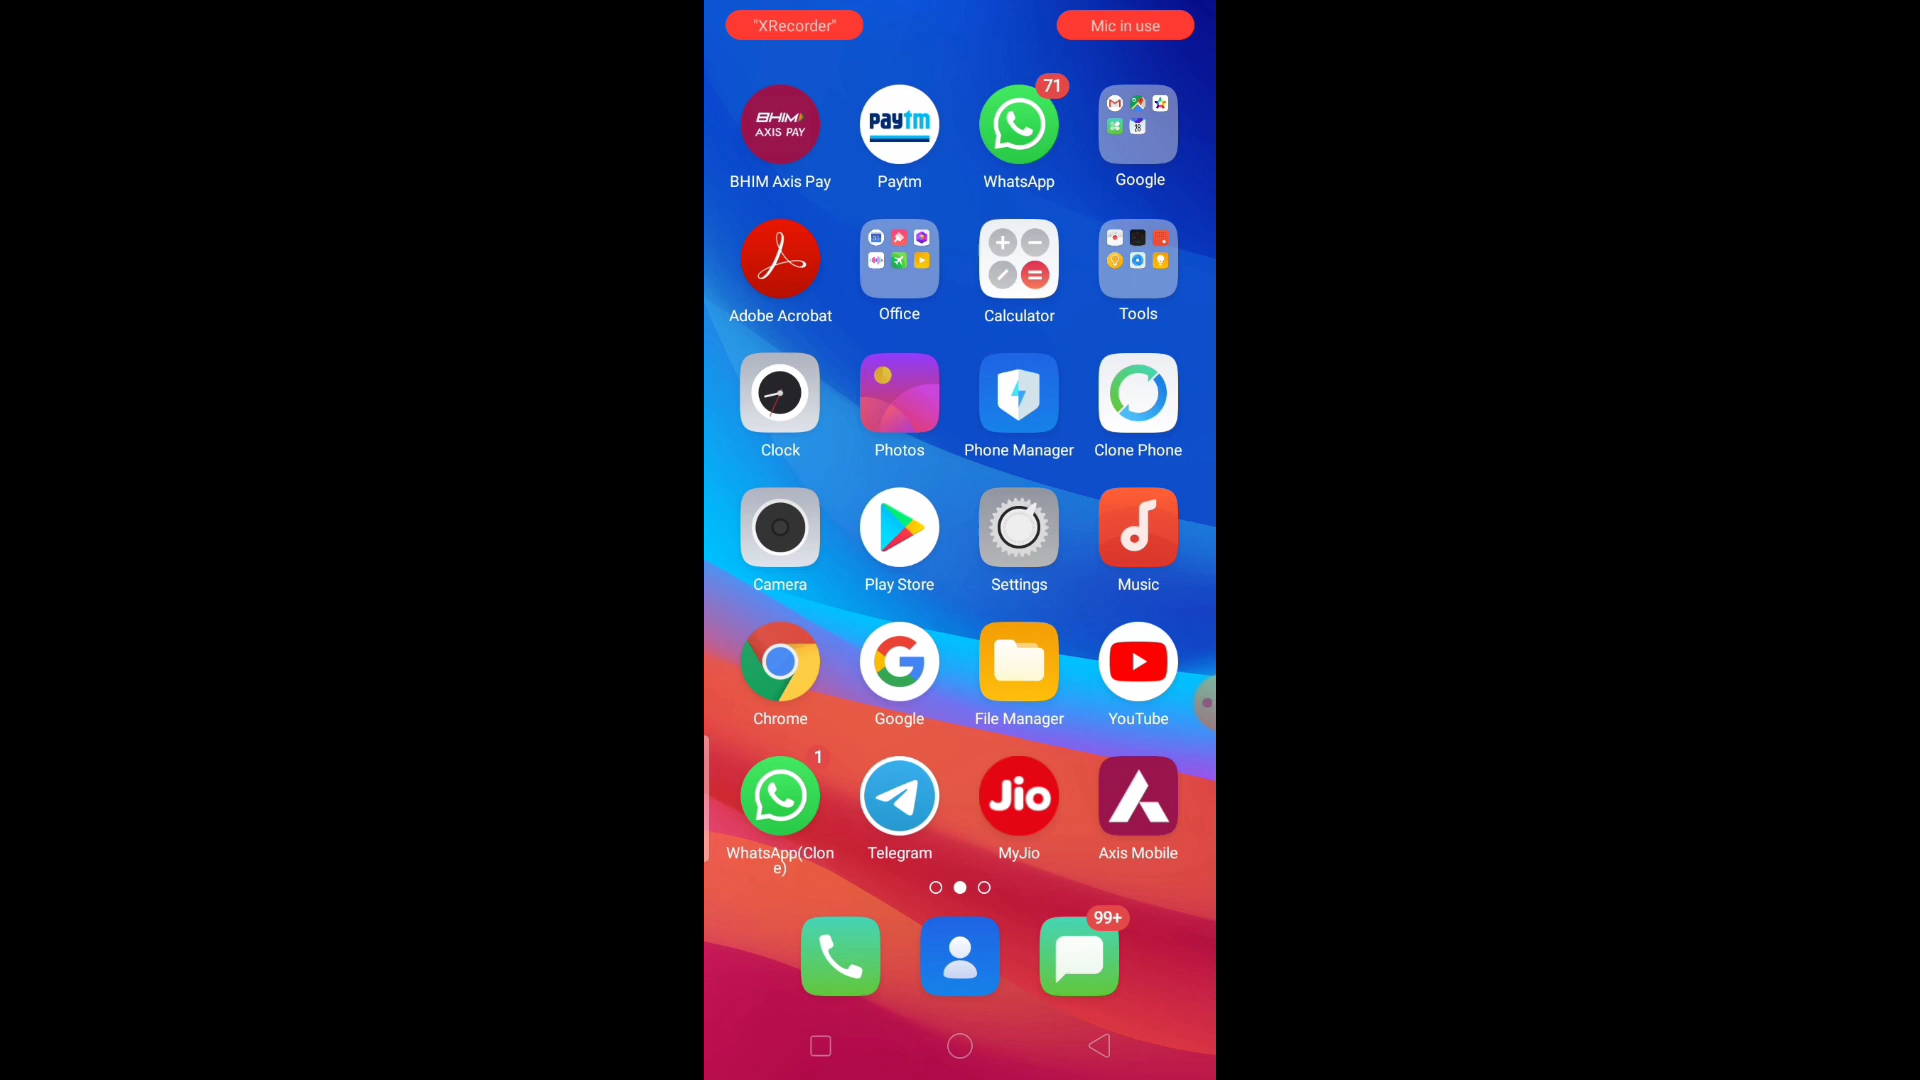 "XRecorder"
Mic in use
71
BHIM
AXIS PAY
paytm
BHIM Axis Pay
Paytm
WhatsApp
Google
Adobe Acrobat
Office
Calculator
Tools
Clock
Photos
Phone Manager
Clone Phone
Camera
Play Store
Settings
Music
Chrome
Google
File Manager
YouTube
1
Jio
WhatsApp(Clon
e)
Telegram
MyJio
Axis Mobile
99+